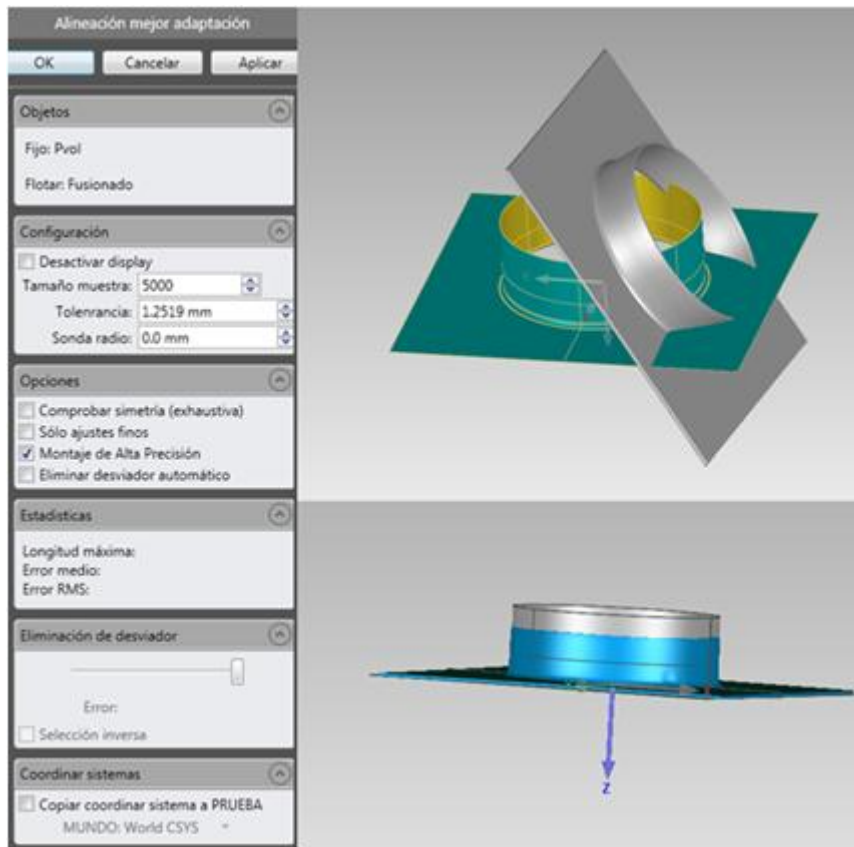 Alineación mejor adaptación
OK Cancelar Aplicar
Objetos
Fijo: Pvol
Flotar: Fusionado
Configuración
Desactivar display
Tamaño muestra: 5000
Tolenrancia: 1.2519 mm
Sonda radio: 0.0 mm
Opciones
Comprobar simetría (exhaustiva)
Sólo ajustes finos
Montaje de Alta Precisión
Eliminar desviador automático
Estadisticas
Longitud máxima:
Error medio:
Error RMS:
Eliminación de desviador
Error:
Selección inversa
Coordinar sistemas
Copiar coordinar sistema a PRUEBA
MUNDO: World CSYS
Z